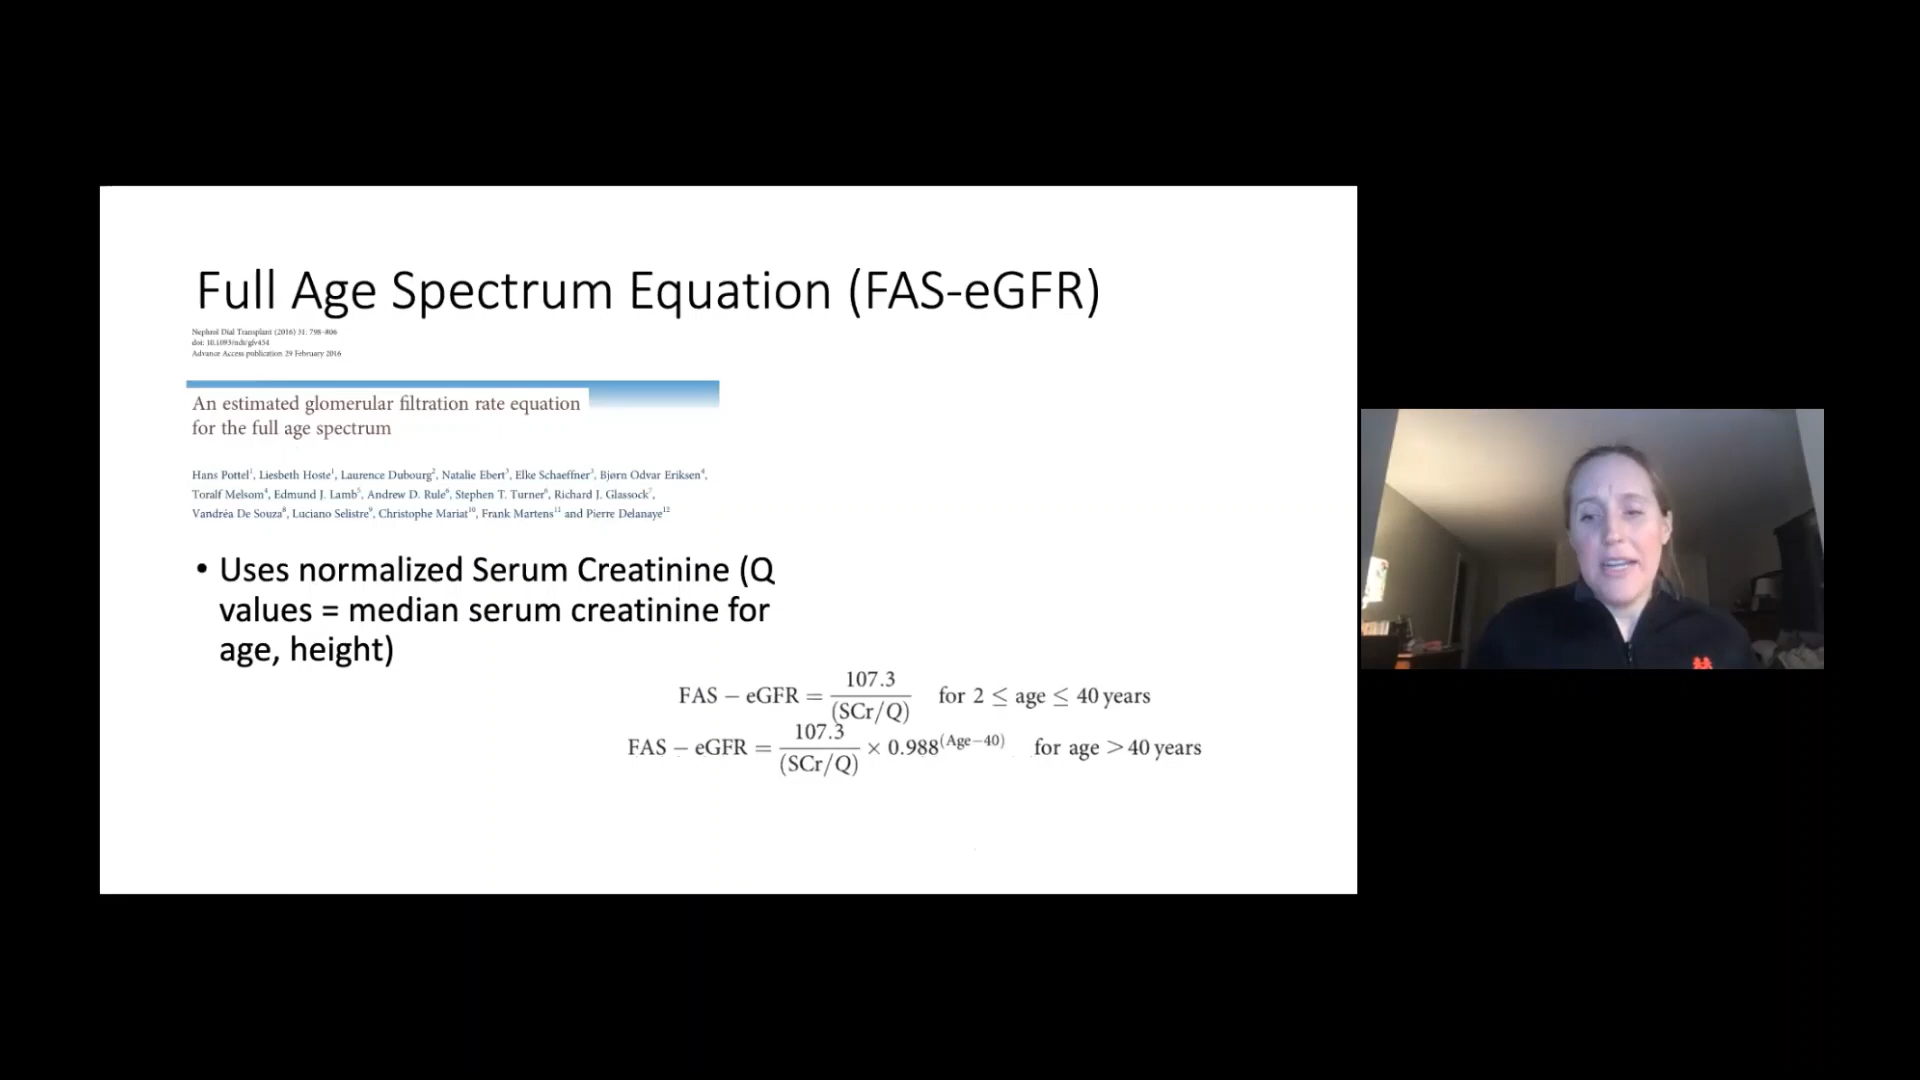 Full Age Spectrum Equation (FAS-eGFR)
Nephrol Dial Transplant (2016) 31: 798–806
doi: 10.1093/ndt/gfv454
Advance Access publication 29 February 2016
An estimated glomerular filtration rate equation
for the full age spectrum
Hans Pottel¹, Liesbeth Hoste¹, Laurence Dubourg², Natalie Ebert³, Elke Schaeffner³, Bjørn Odvar Eriksen⁴,
Toralf Melsom⁴, Edmund J. Lamb⁵, Andrew D. Rule⁶, Stephen T. Turner⁶, Richard J. Glassock⁷,
Vandréa De Souza⁸, Luciano Selistre⁹, Christophe Mariat¹⁰, Frank Martens¹¹ and Pierre Delanaye¹²
• Uses normalized Serum Creatinine (Q
values = median serum creatinine for
age, height)
FAS – eGFR = 107.3 / (SCr/Q) for 2 ≤ age ≤ 40 years
FAS – eGFR = 107.3 / (SCr/Q) × 0.988^(Age–40) for age > 40 years